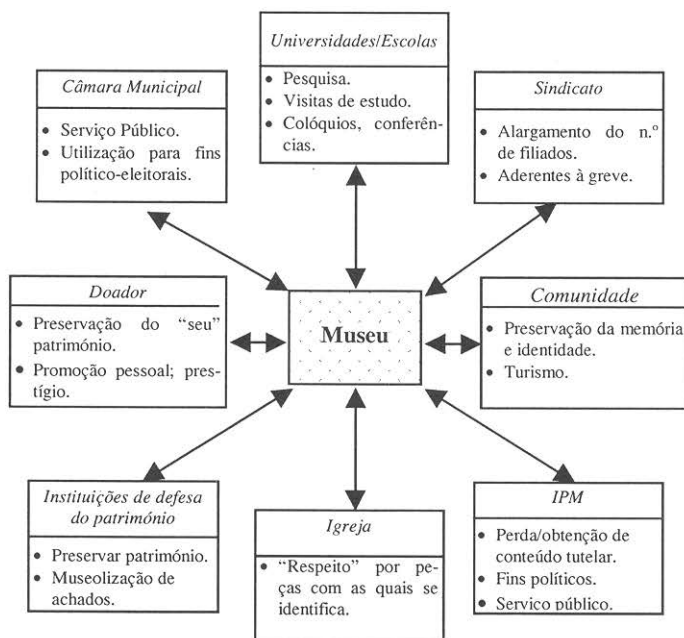 Universidades/Escolas
• Pesquisa.
• Visitas de estudo.
• Colóquios, conferên-
cias.
Câmara Municipal
• Serviço Público.
• Utilização para fins
político-eleitorais.
Sindicato
• Alargamento do n.º
de filiados.
• Aderentes à greve.
Doador
• Preservação do “seu”
património.
• Promoção pessoal; pres-
tígio.
Museu
Comunidade
• Preservação da memória
e identidade.
• Turismo.
Instituições de defesa
do património
• Preservar património.
• Museolização de
achados.
Igreja
• “Respeito” por pe-
ças com as quais se
identifica.
IPM
• Perda/obtenção de
conteúdo tutelar.
• Fins políticos.
• Serviço público.